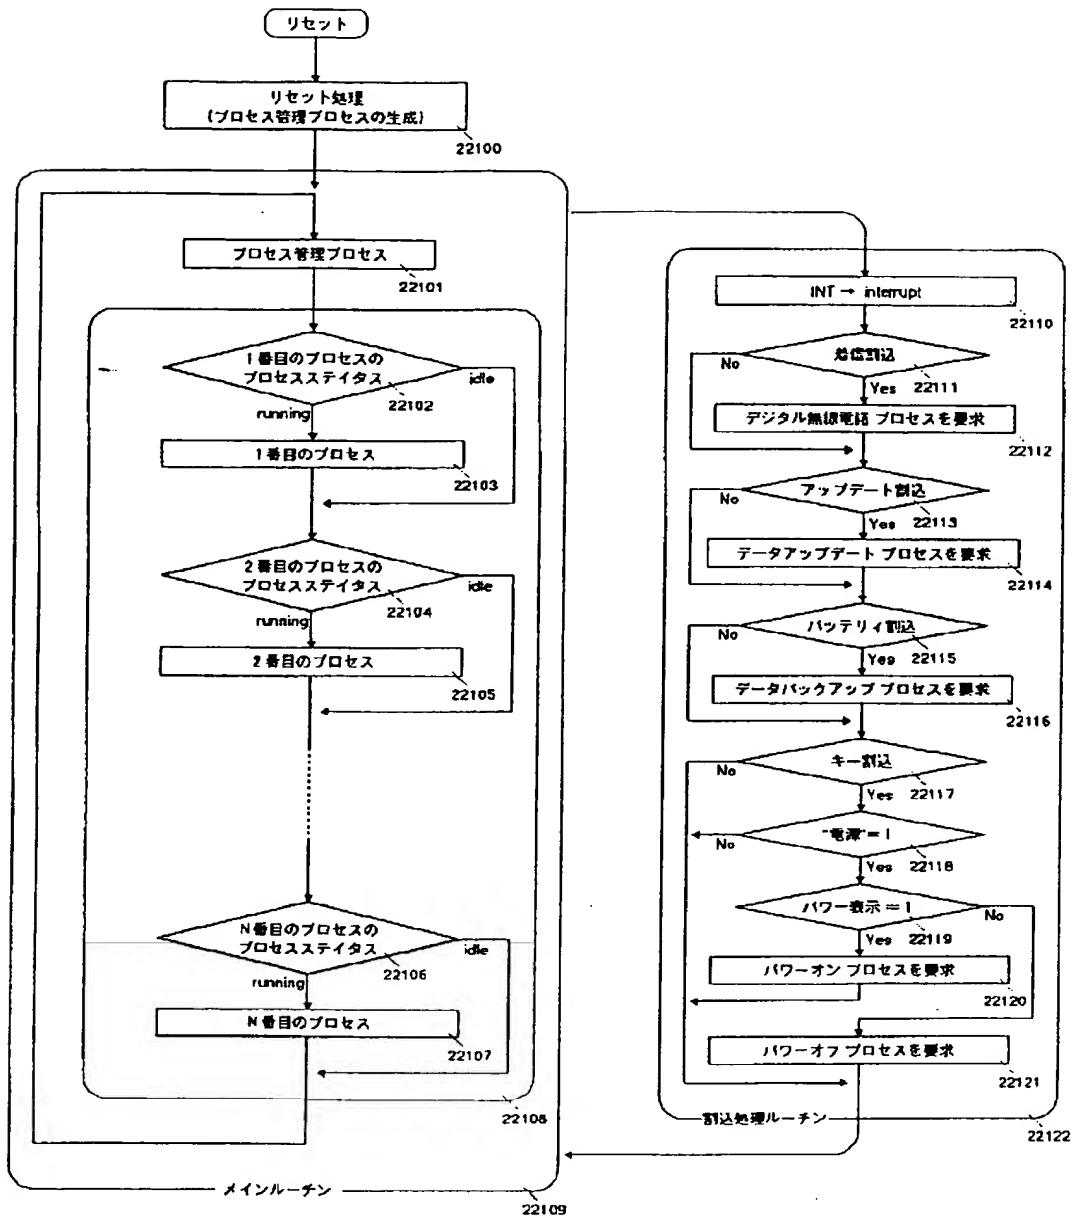 リセット
リセット処理
(プロセス管理プロセスの生成)
22100
プロセス管理プロセス
22101
1番目のプロセスの
プロセスステイタス
idle
22102
running
1番目のプロセス
22103
2番目のプロセスの
プロセスステイタス
idle
22104
running
2番目のプロセス
22105
N番目のプロセスの
プロセスステイタス
idle
22106
running
N番目のプロセス
22107
22108
メインルーチン
22109
INT → interrupt
22110
着信割込
No
22111
Yes
デジタル無線電話 プロセスを要求
22112
アップデート割込
No
22113
Yes
データアップデート プロセスを要求
22114
バッテリィ割込
No
22115
Yes
データバックアップ プロセスを要求
22116
キー割込
No
22117
Yes
"電源"=1
No
22118
Yes
パワー表示=1
No
22119
Yes
パワーオン プロセスを要求
22120
パワーオフ プロセスを要求
22121
割込処理ルーチン
22122